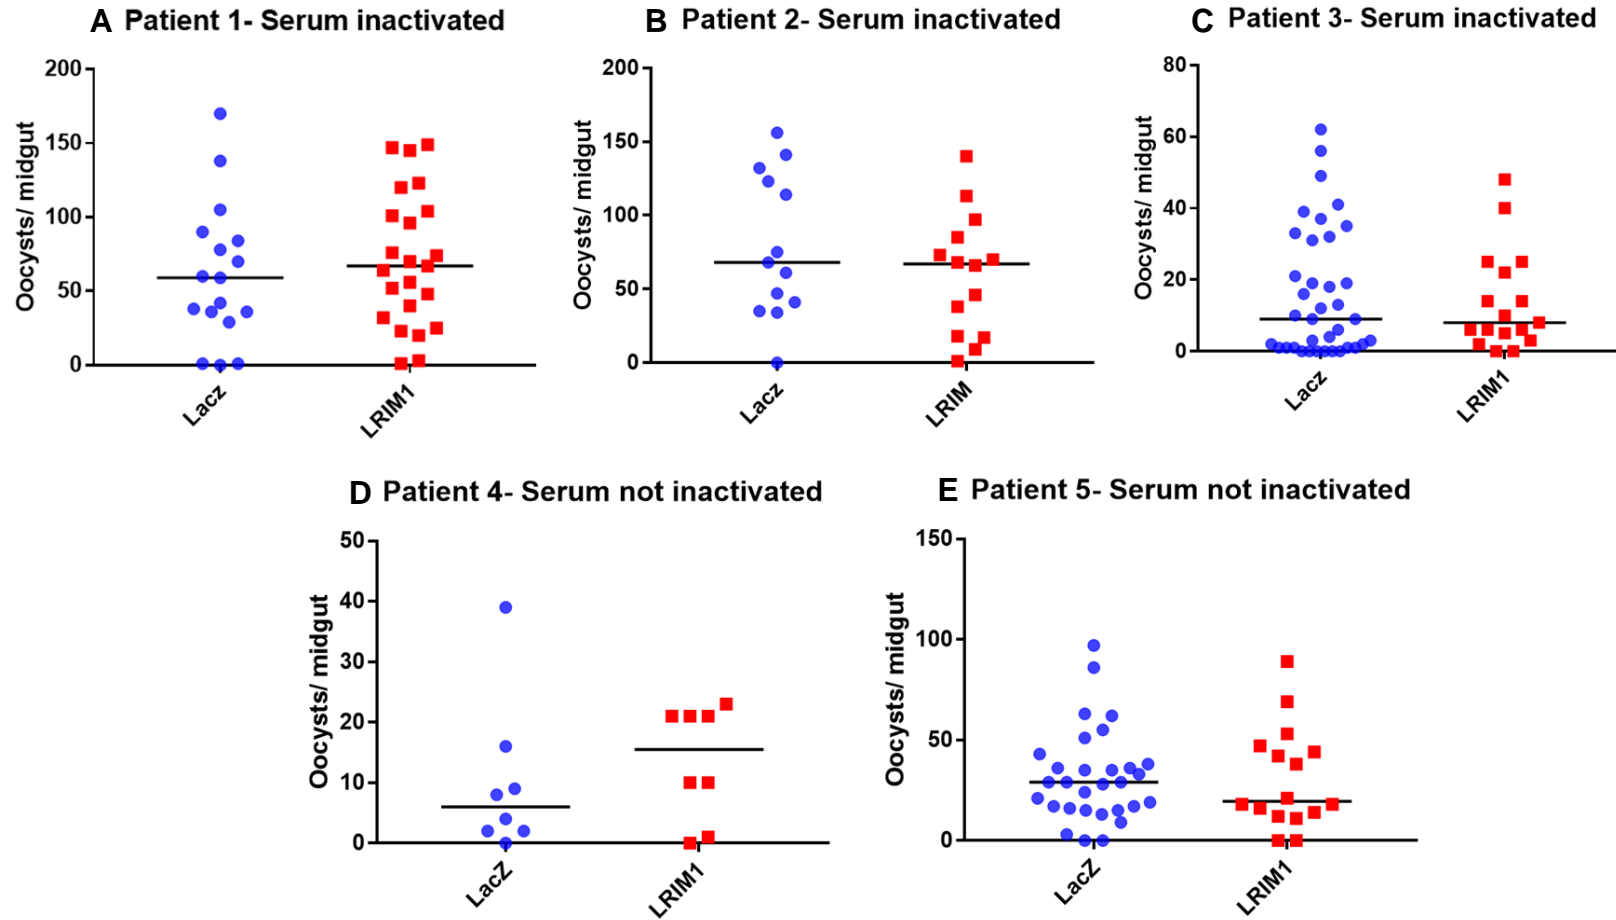 A Patient 1- Serum inactivated
Oocysts/ midgut
200
150
100
50
0
Lacz
LRIM1
B Patient 2- Serum inactivated
Oocysts/ midgut
200
150
100
50
0
Lacz
LRIM
C Patient 3- Serum inactivated
Oocysts/ midgut
80
60
40
20
0
Lacz
LRIM1
D Patient 4- Serum not inactivated
Oocysts/ midgut
50
40
30
20
10
0
LacZ
LRIM1
E Patient 5- Serum not inactivated
Oocysts/ midgut
150
100
50
0
LacZ
LRIM1